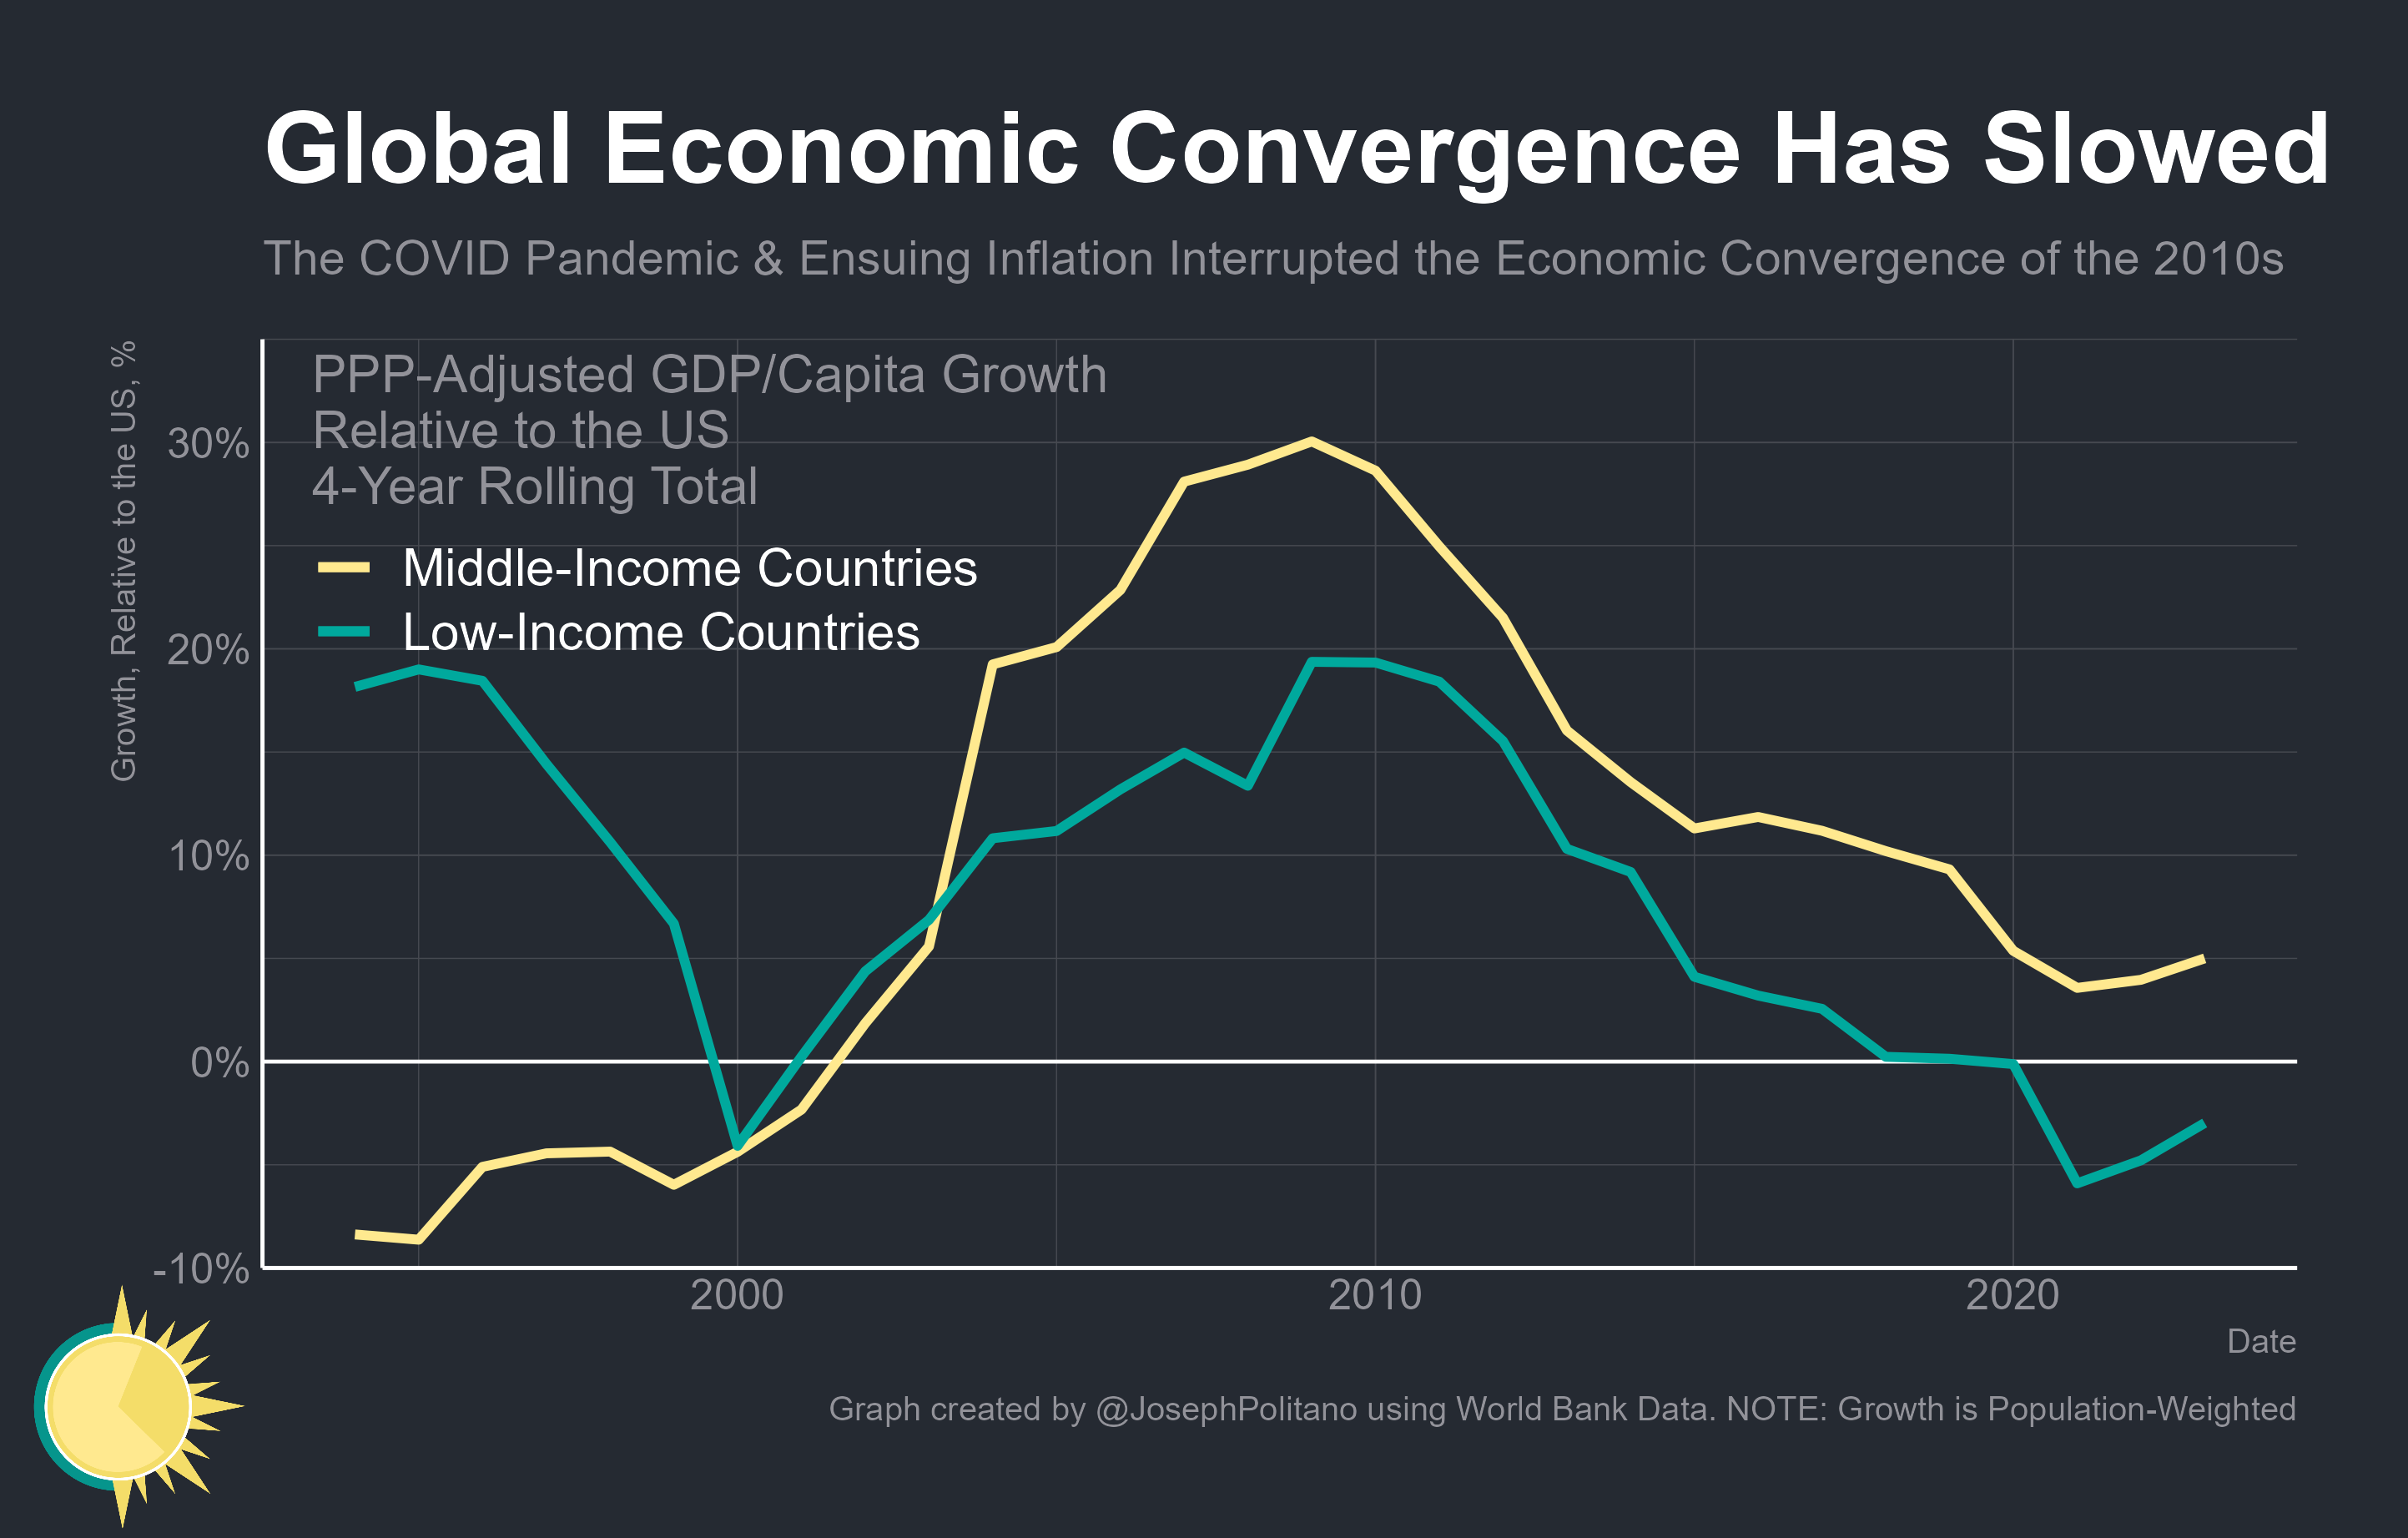 Global Economic Convergence Has Slowed
The COVID Pandemic & Ensuing Inflation Interrupted the Economic Convergence of the 2010s
Growth, Relative to the US, %
PPP-Adjusted GDP/Capita Growth
Relative to the US
4-Year Rolling Total
Middle-Income Countries
Low-Income Countries
30%
20%
10%
0%
-10%
2000
2010
2020
Date
Graph created by @JosephPolitano using World Bank Data. NOTE: Growth is Population-Weighted